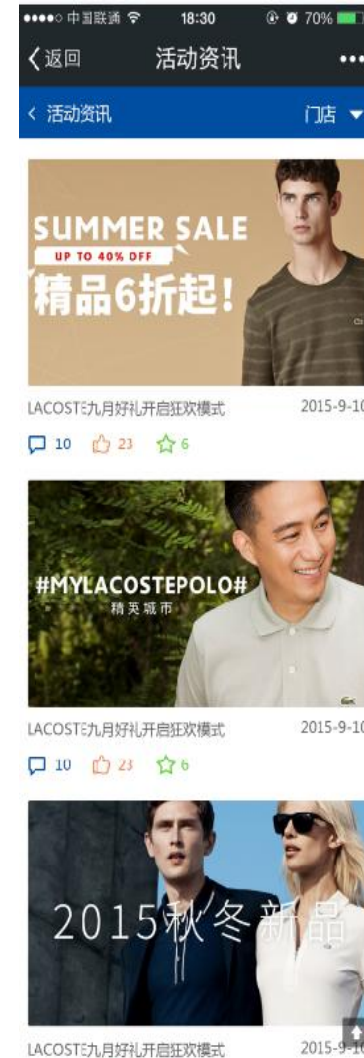 中国联通 18:30 70%
返回 活动资讯
活动资讯 门店
SUMMER SALE
UP TO 40% OFF
精品6折起!
LACOSTE九月好礼开启狂欢模式 2015-9-10
10 23 6
#MYLACOSTEPOLO#
精英城市
LACOSTE九月好礼开启狂欢模式 2015-9-10
10 23 6
2015秋冬新品
LACOSTE九月好礼开启狂欢模式 2015-9-10